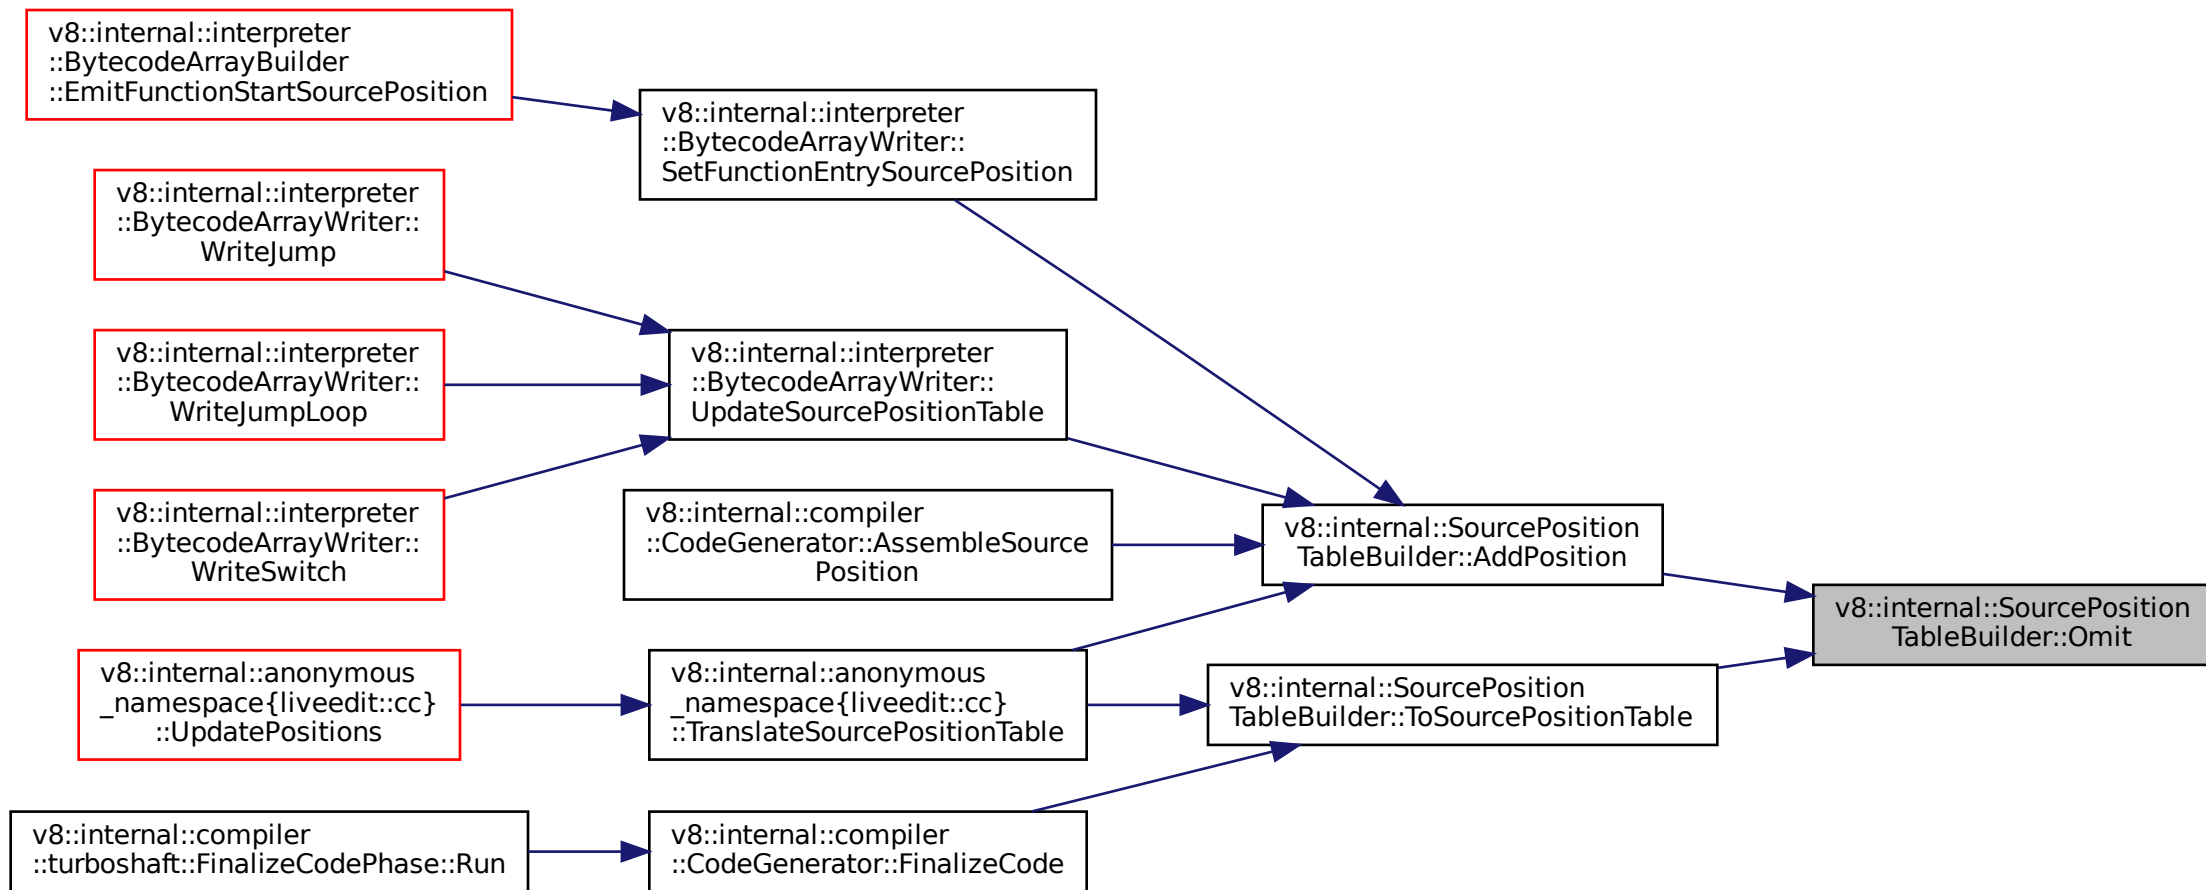 v8::internal::interpreter
::BytecodeArrayBuilder
::EmitFunctionStartSourcePosition
v8::internal::interpreter
::BytecodeArrayWriter::
SetFunctionEntrySourcePosition
v8::internal::interpreter
::BytecodeArrayWriter::
WriteJump
v8::internal::interpreter
::BytecodeArrayWriter::
WriteJumpLoop
v8::internal::interpreter
::BytecodeArrayWriter::
UpdateSourcePositionTable
v8::internal::interpreter
::BytecodeArrayWriter::
WriteSwitch
v8::internal::compiler
::CodeGenerator::AssembleSource
Position
v8::internal::SourcePosition
TableBuilder::AddPosition
v8::internal::SourcePosition
TableBuilder::Omit
v8::internal::anonymous
_namespace{liveedit::cc}
::UpdatePositions
v8::internal::anonymous
_namespace{liveedit::cc}
::TranslateSourcePositionTable
v8::internal::SourcePosition
TableBuilder::ToSourcePositionTable
v8::internal::compiler
::turboshaft::FinalizeCodePhase::Run
v8::internal::compiler
::CodeGenerator::FinalizeCode